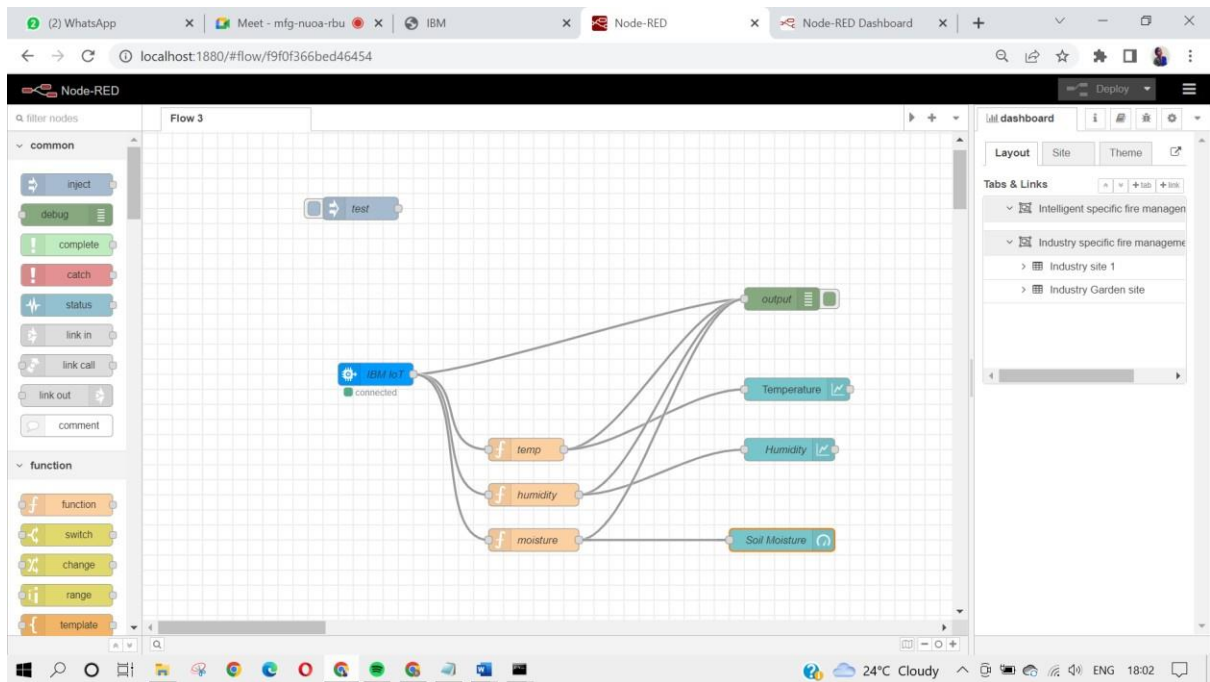 (2) WhatsApp
Meet - mfg-nuoa-rbu
IBM
Node-RED
Node-RED Dashboard
localhost:1880/#flow/f9f0f366bed46454
Node-RED
Deploy
filter nodes
common
inject
debug
complete
catch
status
link in
link call
link out
comment
function
function
switch
change
range
template
Flow 3
test
output
IBM IoT
connected
Temperature
temp
Humidity
humidity
moisture
Soil Moisture
dashboard
Layout
Site
Theme
Tabs & Links
+ tab
+ link
Intelligent specific fire managen
Industry specific fire manageme
Industry site 1
Industry Garden site
24°C Cloudy
ENG
18:02